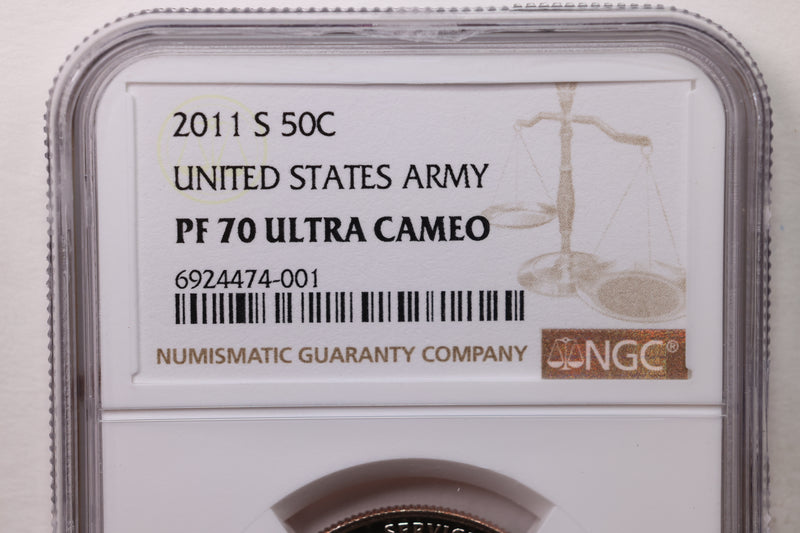 2011 S 50C
UNITED STATES ARMY
PF 70 ULTRA CAMEO
6924474-001
NUMISMATIC GUARANTY COMPANY
NGC®